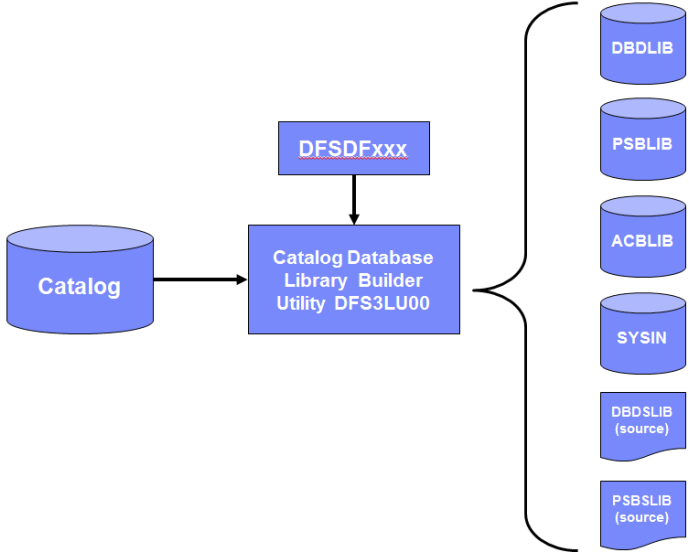 DFSDFxxx
Catalog
Catalog Database
Library Builder
Utility DFS3LU00
DBDLIB
PSBLIB
ACBLIB
SYSIN
DBDSLIB
(source)
PSBSLIB
(source)